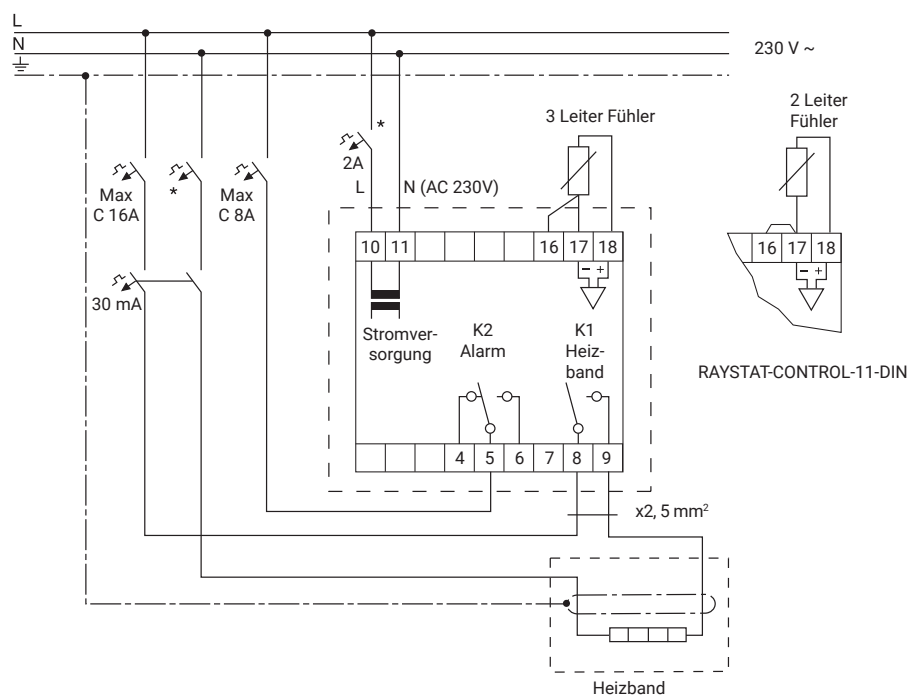 L
N
230 V ~
3 Leiter Fühler
2 Leiter
Fühler
*
2A
L
N (AC 230V)
Max
C 16A
*
Max
C 8A
30 mA
10 11 16 17 18
16 17 18
- +
- +
Stromver-
sorgung
K2
Alarm
K1
Heiz-
band
RAYSTAT-CONTROL-11-DIN
4 5 6 7 8 9
x2, 5 mm²
Heizband